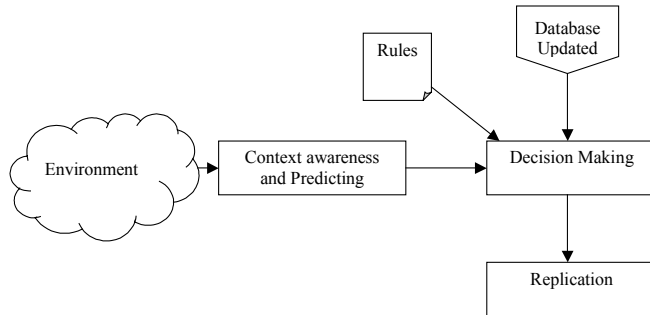 Database
Updated
Rules
Environment
Context awareness
and Predicting
Decision Making
Replication